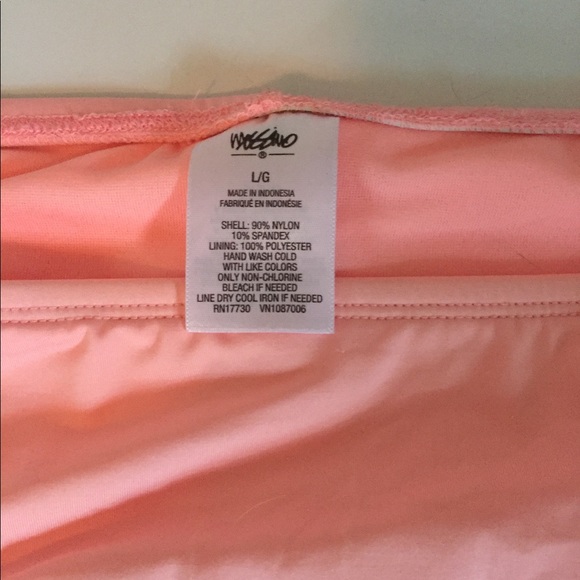 mossimo
®
L/G
MADE IN INDONESIA
FABRIQUÉ EN INDONÉSIE
SHELL: 90% NYLON
10% SPANDEX
LINING: 100% POLYESTER
HAND WASH COLD
WITH LIKE COLORS
ONLY NON-CHLORINE
BLEACH IF NEEDED
LINE DRY COOL IRON IF NEEDED
RN17730 VN1087006